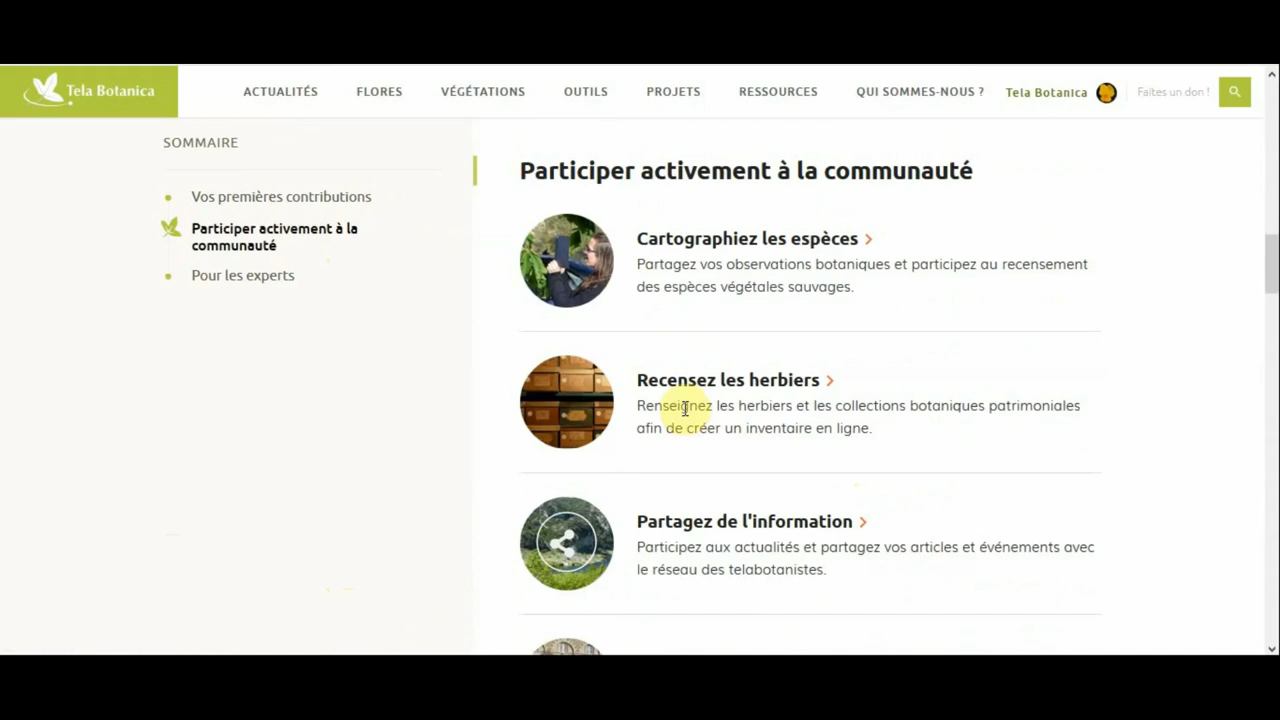 Tela Botanica
ACTUALITÉS FLORES VÉGÉTATIONS OUTILS PROJETS RESSOURCES QUI SOMMES-NOUS ? Tela Botanica Faites un don !
SOMMAIRE
Vos premières contributions
Participer activement à la
communauté
Pour les experts
Participer activement à la communauté
Cartographiez les espèces
Partagez vos observations botaniques et participez au recensement
des espèces végétales sauvages.
Recensez les herbiers
Renseignez les herbiers et les collections botaniques patrimoniales
afin de créer un inventaire en ligne.
Partagez de l'information
Participez aux actualités et partagez vos articles et événements avec
le réseau des telabotanistes.